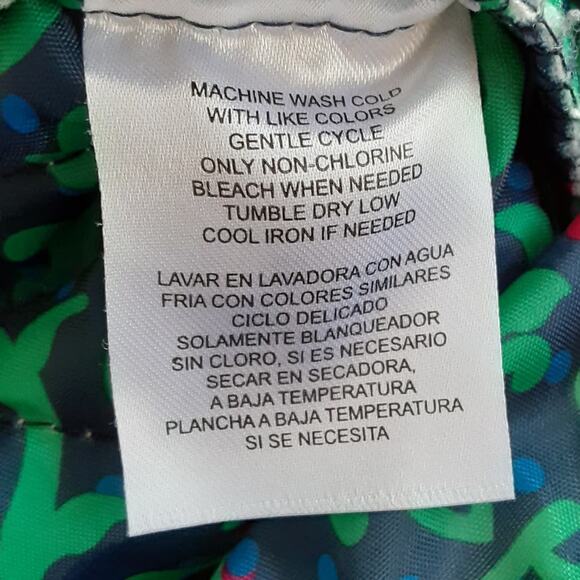 MACHINE WASH COLD
WITH LIKE COLORS
GENTLE CYCLE
ONLY NON-CHLORINE
BLEACH WHEN NEEDED
TUMBLE DRY LOW
COOL IRON IF NEEDED
LAVAR EN LAVADORA CON AGUA
FRIA CON COLORES SIMILARES
CICLO DELICADO
SOLAMENTE BLANQUEADOR
SIN CLORO, SI ES NECESARIO
SECAR EN SECADORA,
A BAJA TEMPERATURA
PLANCHA A BAJA TEMPERATURA
SI SE NECESITA